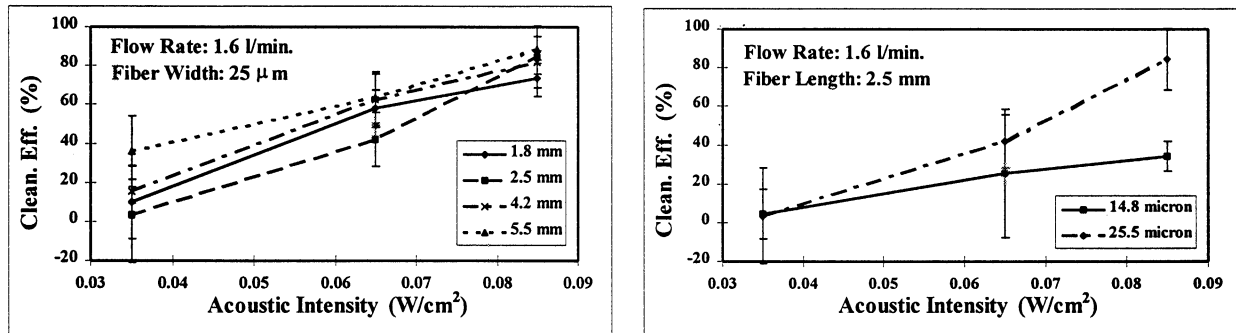 Flow Rate: 1.6 l/min.
Fiber Width: 25 μm
Clean. Eff. (%)
100
80
60
40
20
0
-20
0.03
0.04
0.05
0.06
0.07
0.08
0.09
Acoustic Intensity (W/cm²)
1.8 mm
2.5 mm
4.2 mm
5.5 mm
Flow Rate: 1.6 l/min.
Fiber Length: 2.5 mm
Clean. Eff. (%)
100
80
60
40
20
0
-20
0.03
0.04
0.05
0.06
0.07
0.08
0.09
Acoustic Intensity (W/cm²)
14.8 micron
25.5 micron